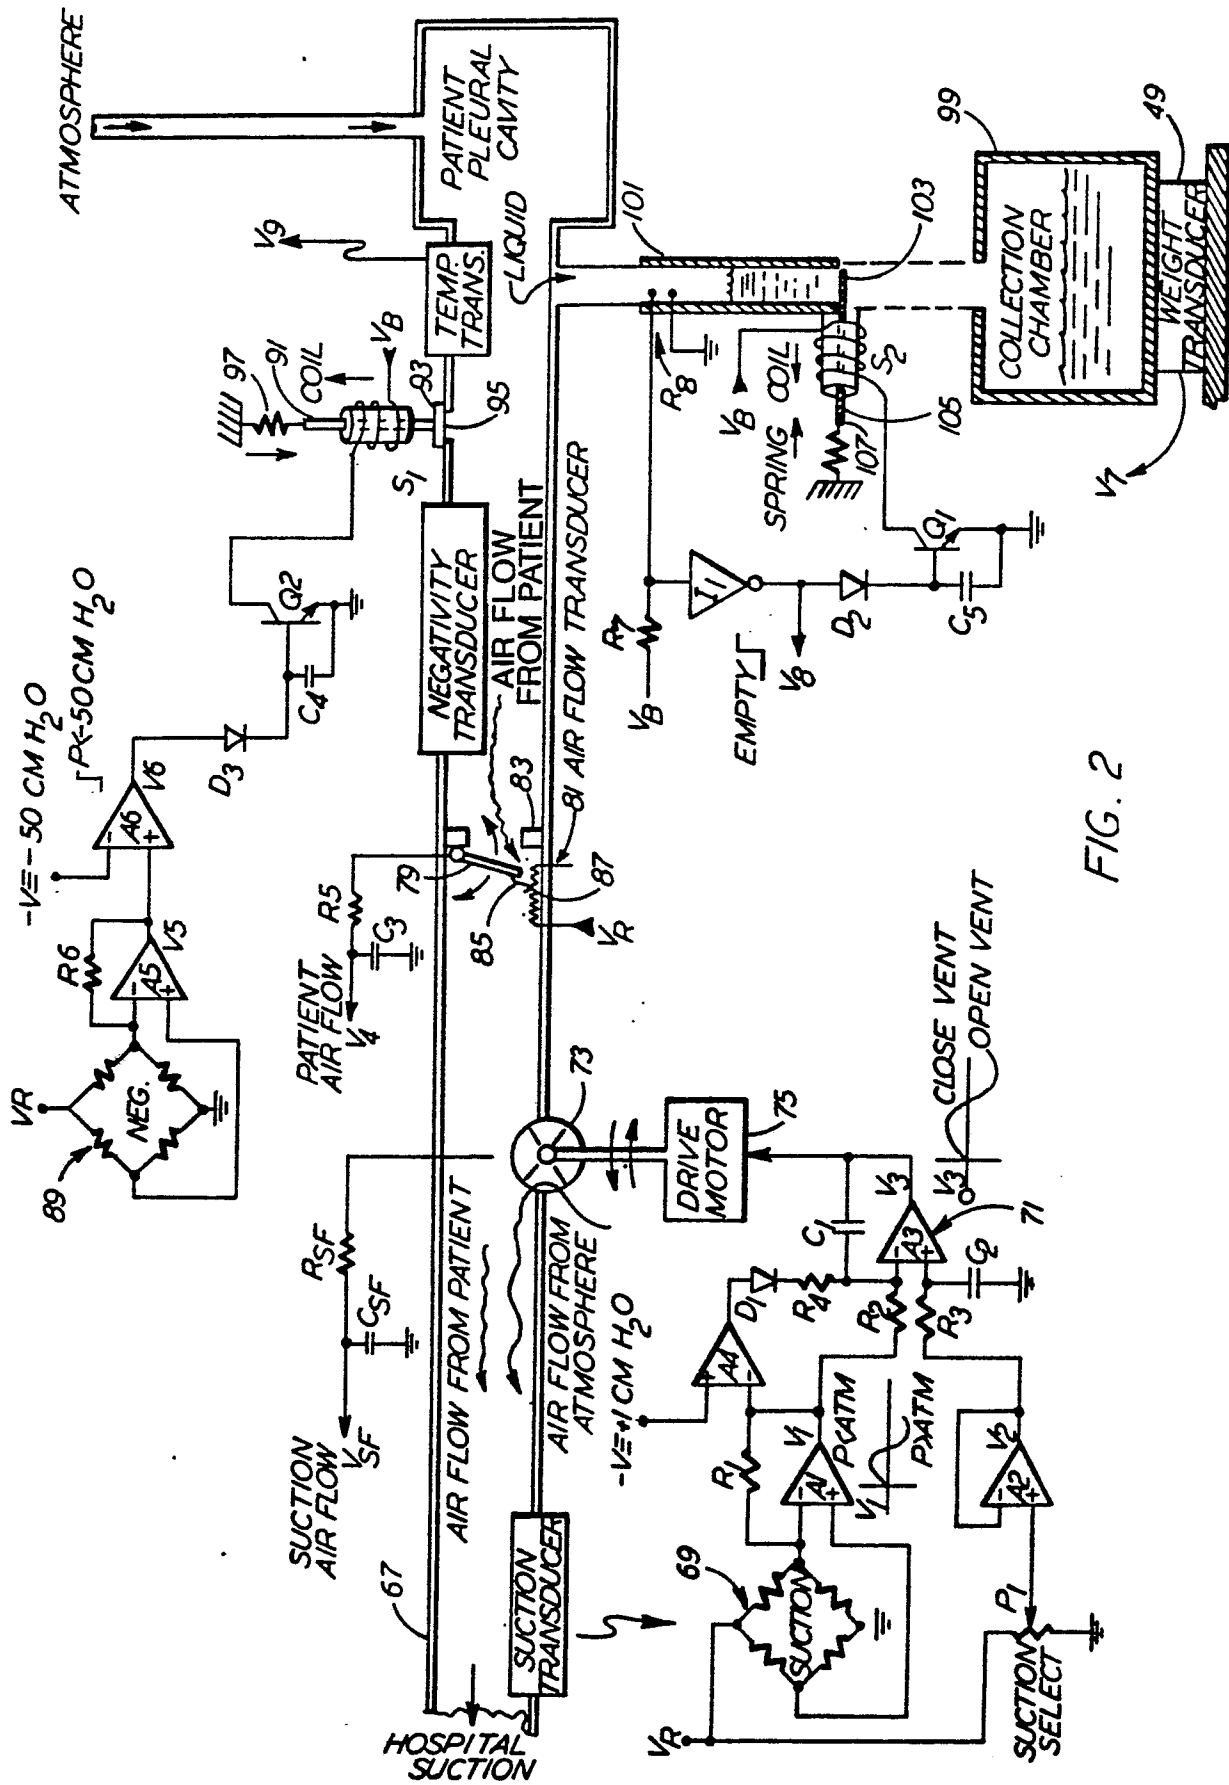 ATMOSPHERE
PATIENT
PLEURAL
CAVITY
LIQUID
V9
TEMP.
TRANS.
VB
97
91
COIL
93
95
S1
NEGATIVITY
TRANSDUCER
AIR FLOW
FROM PATIENT
81 AIR FLOW TRANSDUCER
83
79
85
87
VR
-V=-50 CM H2O
P<-50CM H2O
A6
-
+
V6
D3
C4
Q2
R6
A5
-
+
V5
VR
NEG.
89
R5
C3
PATIENT
AIR FLOW
V4
RSF
CSF
SUCTION
AIR FLOW
VSF
67
AIR FLOW FROM PATIENT
AIR FLOW FROM
ATMOSPHERE
HOSPITAL
SUCTION
SUCTION
TRANSDUCER
73
DRIVE
MOTOR
75
-V=+1 CM H2O
A4
+
-
D1
R4
C1
V3
A3
-
+
71
R2
R3
C2
V3
CLOSE VENT
OPEN VENT
R1
A1
-
+
V1
P<ATM
V1
P>ATM
69
SUCTION
VR
A2
-
+
V2
P1
SUCTION
SELECT
101
103
R8
VB
SPRING
COIL
S2
105
107
R7
VB
I1
EMPTY
V8
D2
Q1
C5
99
COLLECTION
CHAMBER
WEIGHT
TRANSDUCER
49
V7
FIG. 2